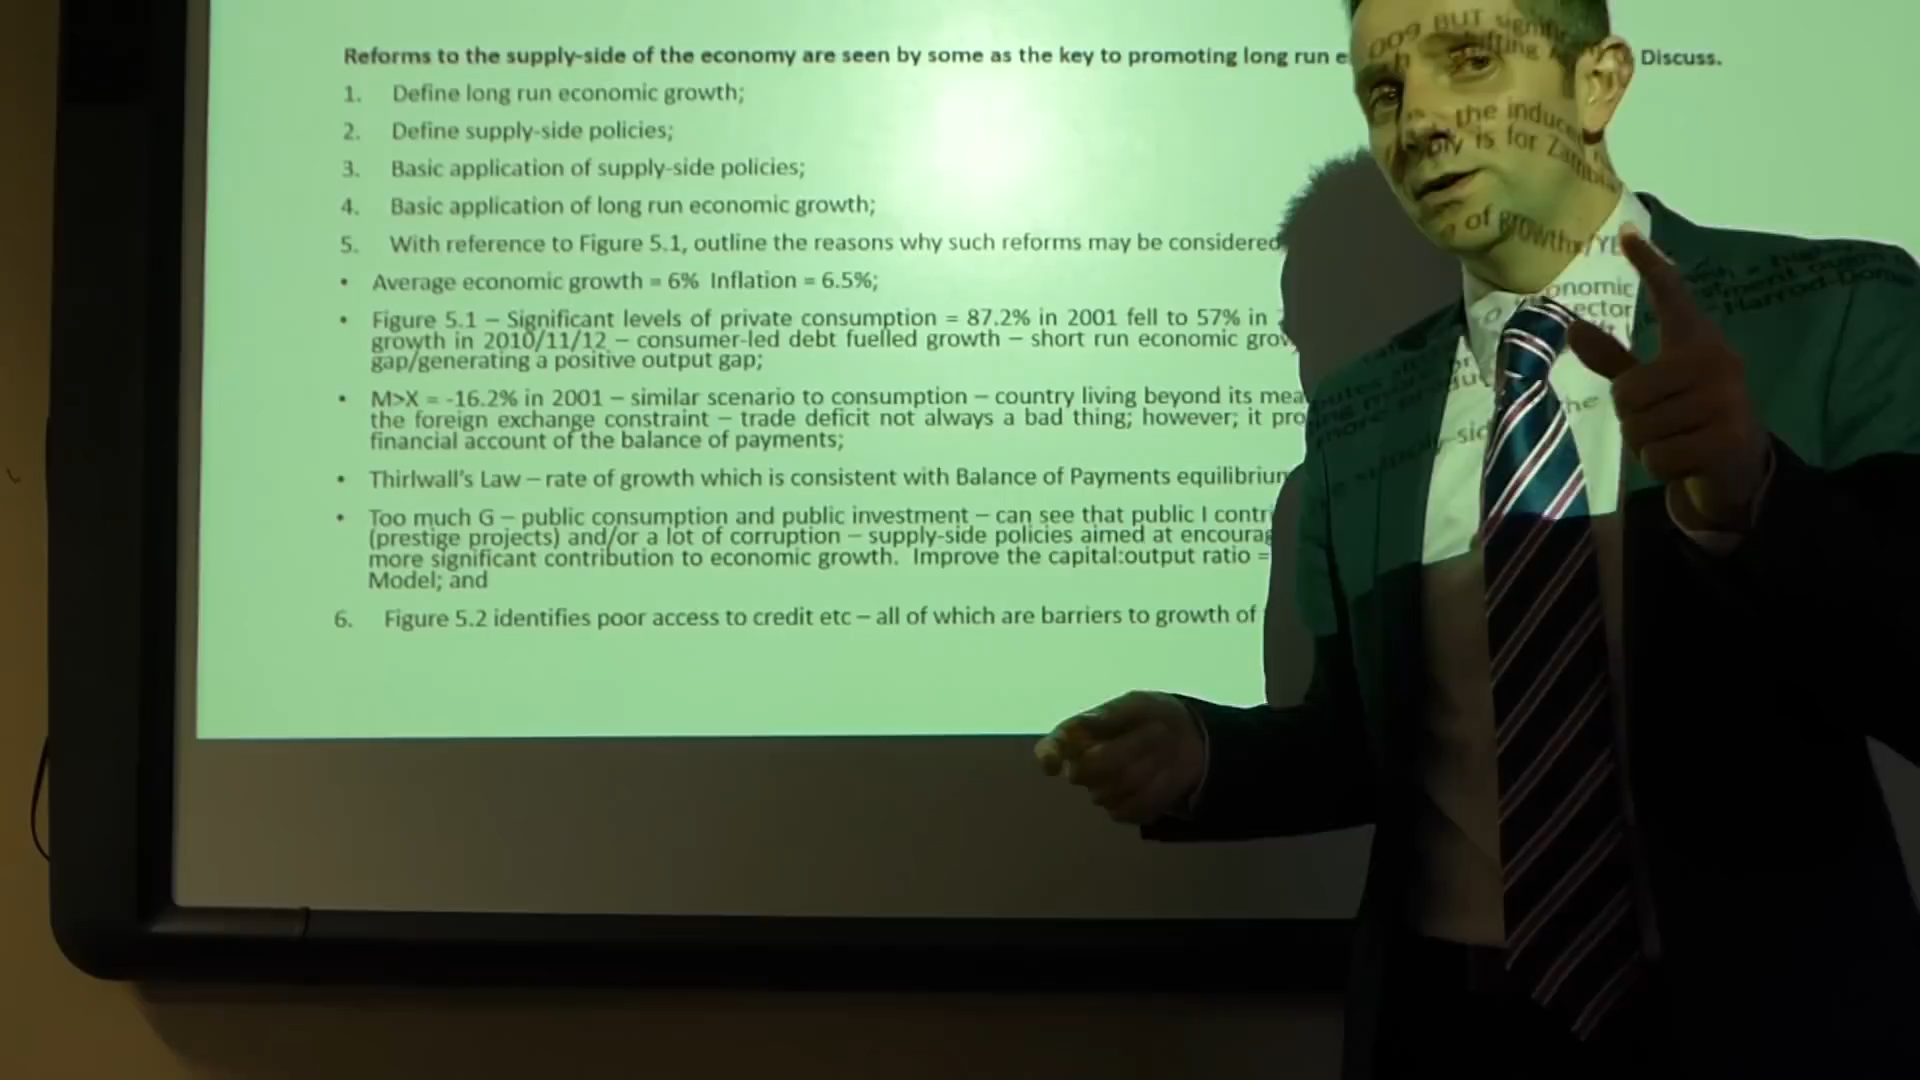 Reforms to the supply-side of the economy are seen by some as the key to promoting long run Discuss.
1. Define long run economic growth;
2. Define supply-side policies;
3. Basic application of supply-side policies;
4. Basic application of long run economic growth;
5. With reference to Figure 5.1, outline the reasons why such reforms may be considered
• Average economic growth = 6% Inflation = 6.5%;
• Figure 5.1 – Significant levels of private consumption = 87.2% in 2001 fell to 57% in
growth in 2010/11/12 – consumer-led debt fuelled growth – short run economic
gap/generating a positive output gap;
• M>X = -16.2% in 2001 – similar scenario to consumption – country living beyond its
the foreign exchange constraint – trade deficit not always a bad thing; however; it
financial account of the balance of payments;
• Thirlwall's Law – rate of growth which is consistent with Balance of Payments
• Too much G – public consumption and public investment – can see that public I
(prestige projects) and/or a lot of corruption – supply-side policies aimed at
more significant contribution to economic growth. Improve the capital:output ratio =
Model; and
6. Figure 5.2 identifies poor access to credit etc – all of which are barriers to growth of
009 BUT
the
is for
of growth